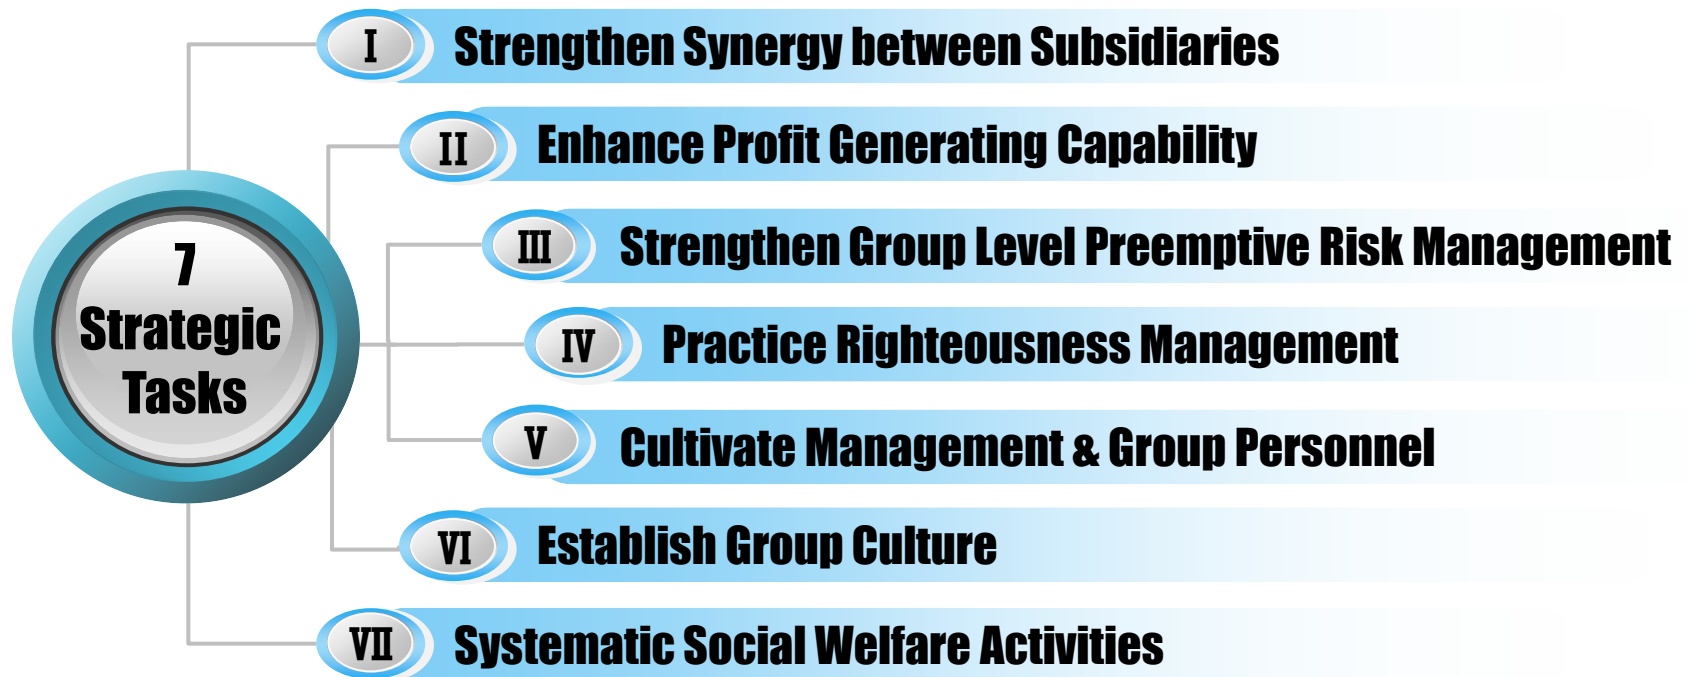 I Strengthen Synergy between Subsidiaries
II Enhance Profit Generating Capability
III Strengthen Group Level Preemptive Risk Management
7
Strategic
Tasks
IV Practice Righteousness Management
V Cultivate Management & Group Personnel
VI Establish Group Culture
VII Systematic Social Welfare Activities